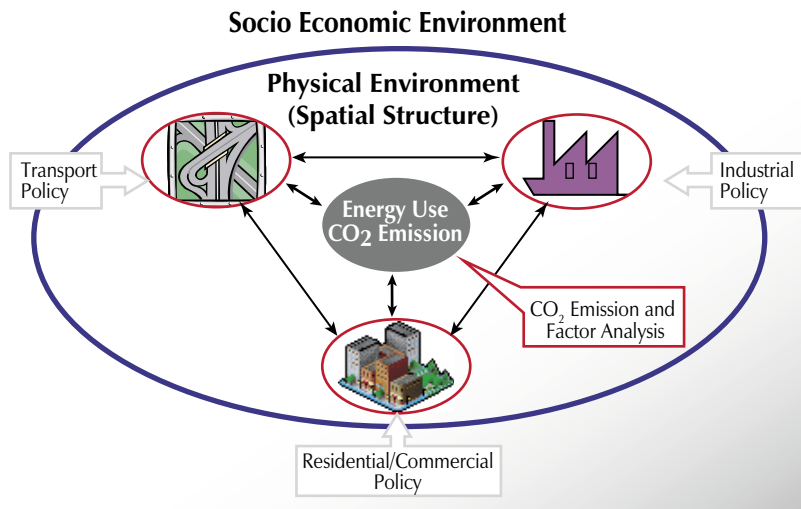 Socio Economic Environment
Physical Environment
(Spatial Structure)
Transport
Policy
Industrial
Policy
Energy Use
CO2 Emission
CO2 Emission and
Factor Analysis
Residential/Commercial
Policy